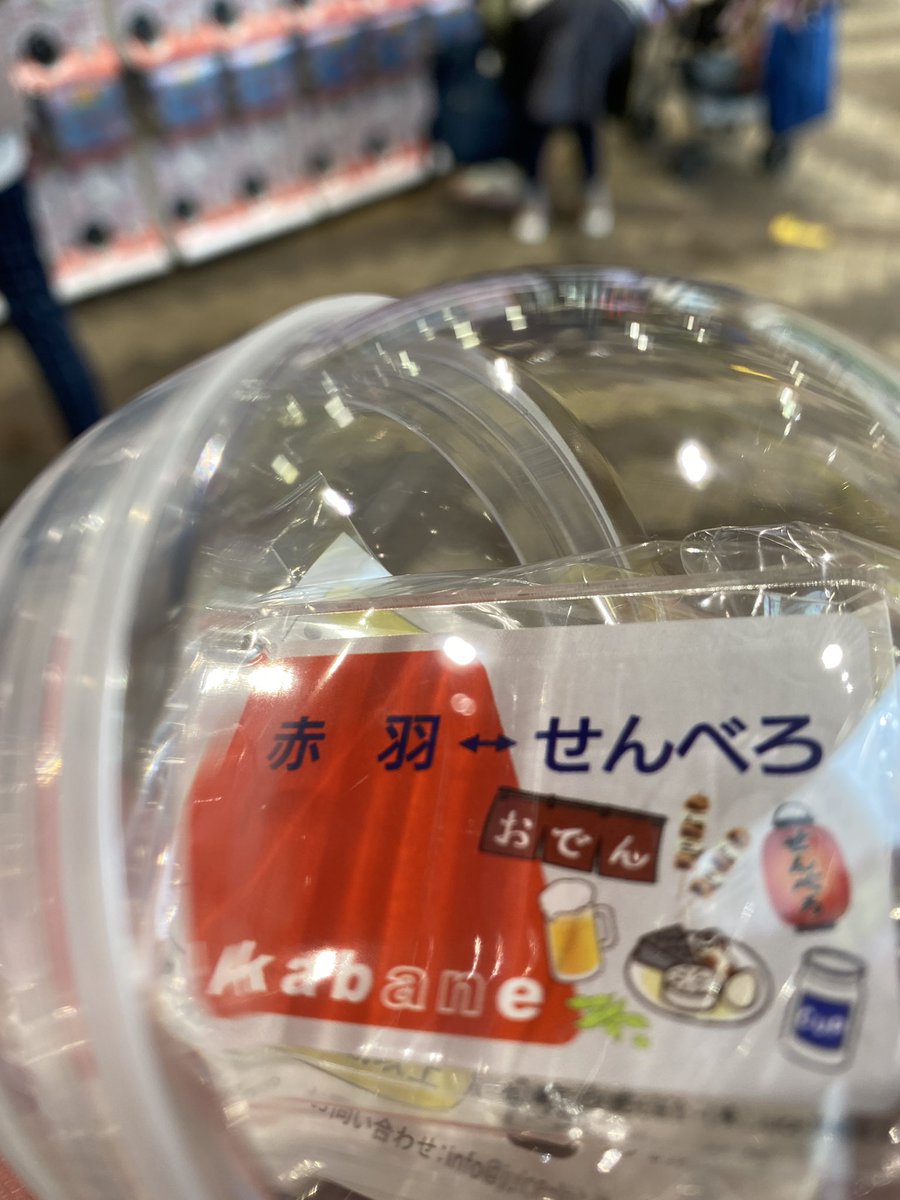 赤 羽 ↔ せんべろ
おでん
せんべろ
Akabane
お問い合わせ:info@